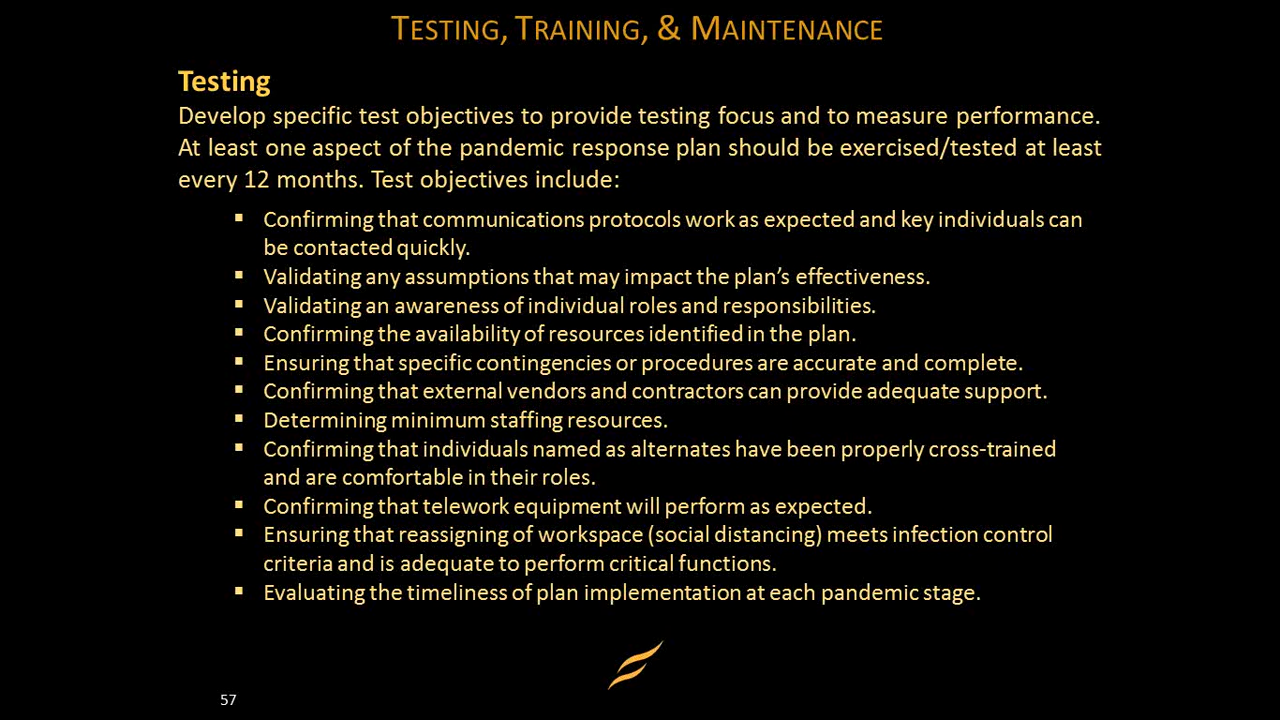 TESTING, TRAINING, & MAINTENANCE
Testing
Develop specific test objectives to provide testing focus and to measure performance.
At least one aspect of the pandemic response plan should be exercised/tested at least
every 12 months. Test objectives include:
▪ Confirming that communications protocols work as expected and key individuals can
be contacted quickly.
▪ Validating any assumptions that may impact the plan’s effectiveness.
▪ Validating an awareness of individual roles and responsibilities.
▪ Confirming the availability of resources identified in the plan.
▪ Ensuring that specific contingencies or procedures are accurate and complete.
▪ Confirming that external vendors and contractors can provide adequate support.
▪ Determining minimum staffing resources.
▪ Confirming that individuals named as alternates have been properly cross-trained
and are comfortable in their roles.
▪ Confirming that telework equipment will perform as expected.
▪ Ensuring that reassigning of workspace (social distancing) meets infection control
criteria and is adequate to perform critical functions.
▪ Evaluating the timeliness of plan implementation at each pandemic stage.
57